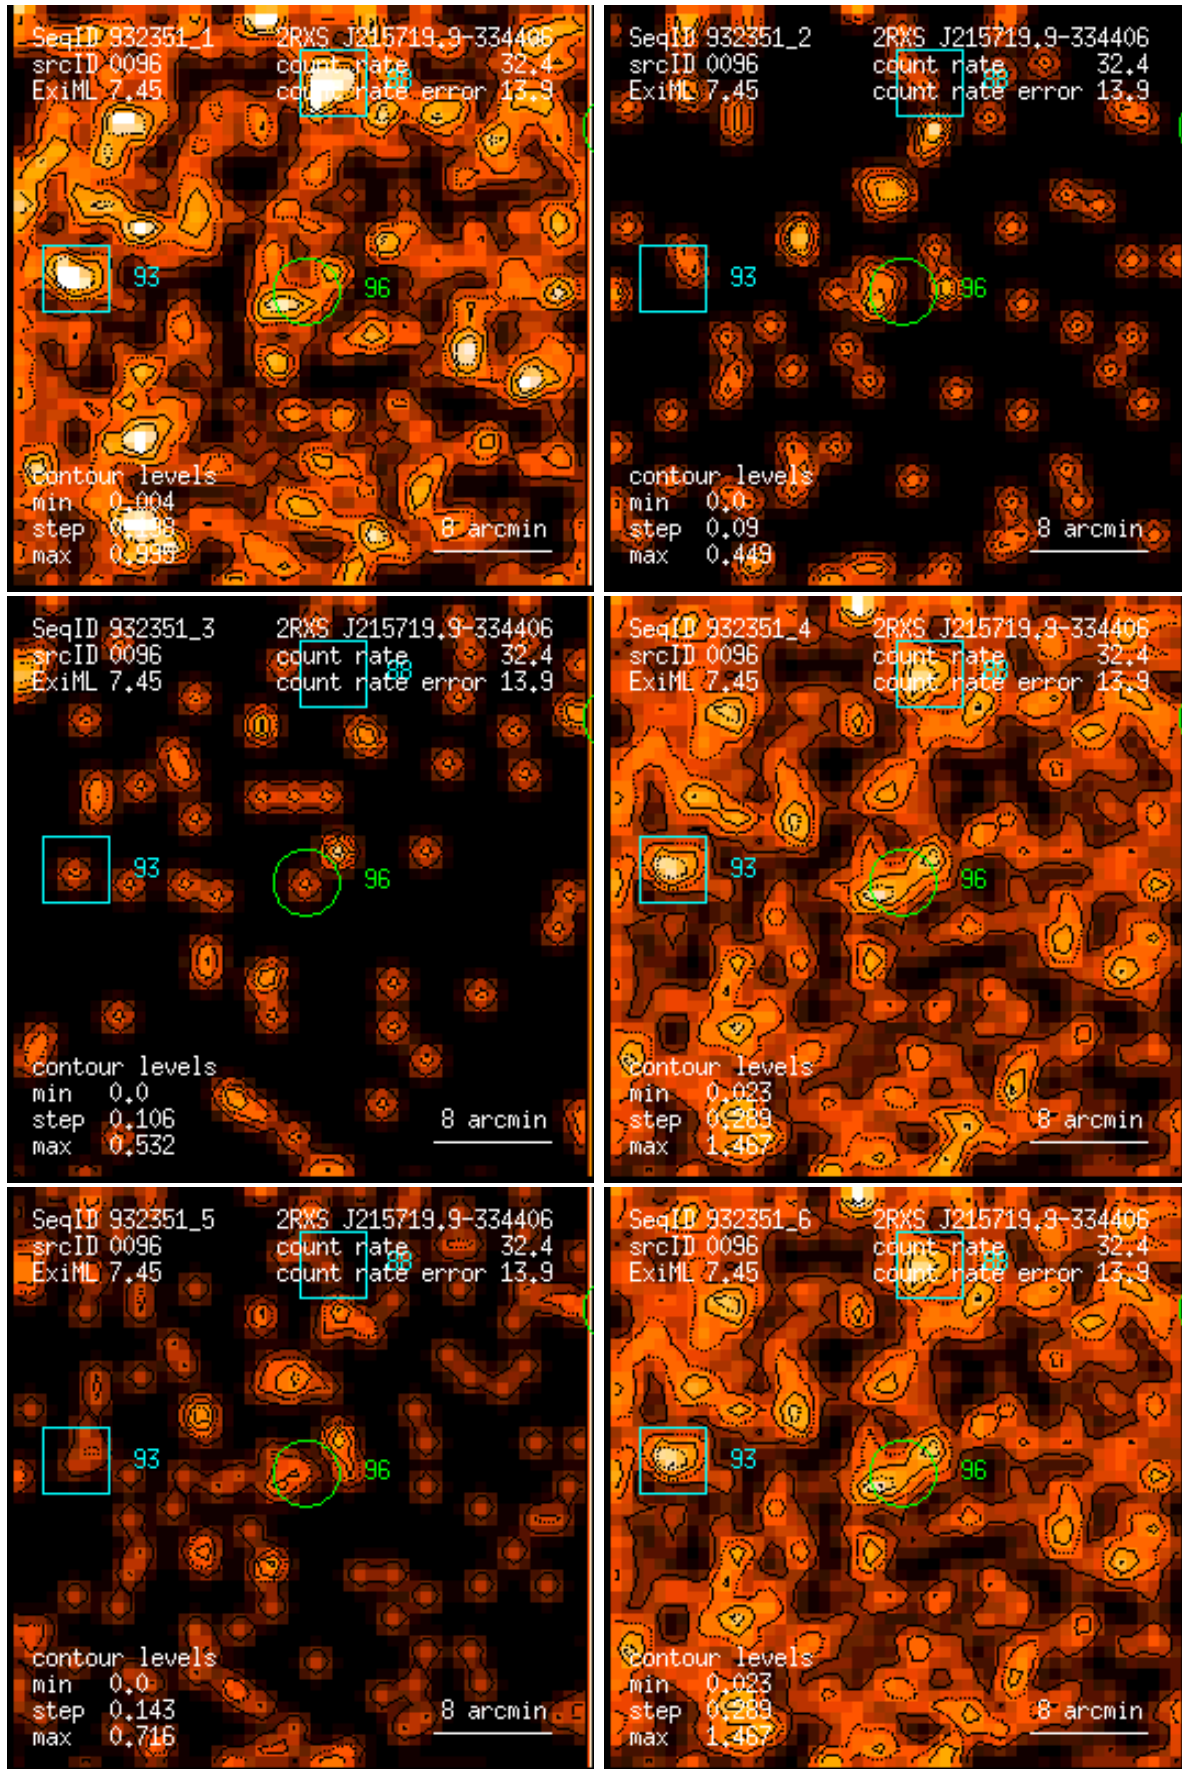 SeqID 932351_1 2RXS J215719.9-334406
srcID 0096 count rate 32.4
88
ExiML 7.45 count rate error 13.9
93
96
contour levels
min 0.004
step 0.198
max 0.995
8 arcmin
SeqID 932351_2 2RXS J215719.9-334406
srcID 0096 count rate 32.4
88
ExiML 7.45 count rate error 13.9
93
96
contour levels
min 0.0
step 0.09
max 0.449
8 arcmin
SeqID 932351_3 2RXS J215719.9-334406
srcID 0096 count rate 32.4
88
ExiML 7.45 count rate error 13.9
93
96
contour levels
min 0.0
step 0.106
max 0.532
8 arcmin
SeqID 932351_4 2RXS J215719.9-334406
srcID 0096 count rate 32.4
88
ExiML 7.45 count rate error 13.9
93
96
contour levels
min 0.023
step 0.289
max 1.467
8 arcmin
SeqID 932351_5 2RXS J215719.9-334406
srcID 0096 count rate 32.4
88
ExiML 7.45 count rate error 13.9
93
96
contour levels
min 0.0
step 0.143
max 0.716
8 arcmin
SeqID 932351_6 2RXS J215719.9-334406
srcID 0096 count rate 32.4
88
ExiML 7.45 count rate error 13.9
93
96
contour levels
min 0.023
step 0.289
max 1.467
8 arcmin